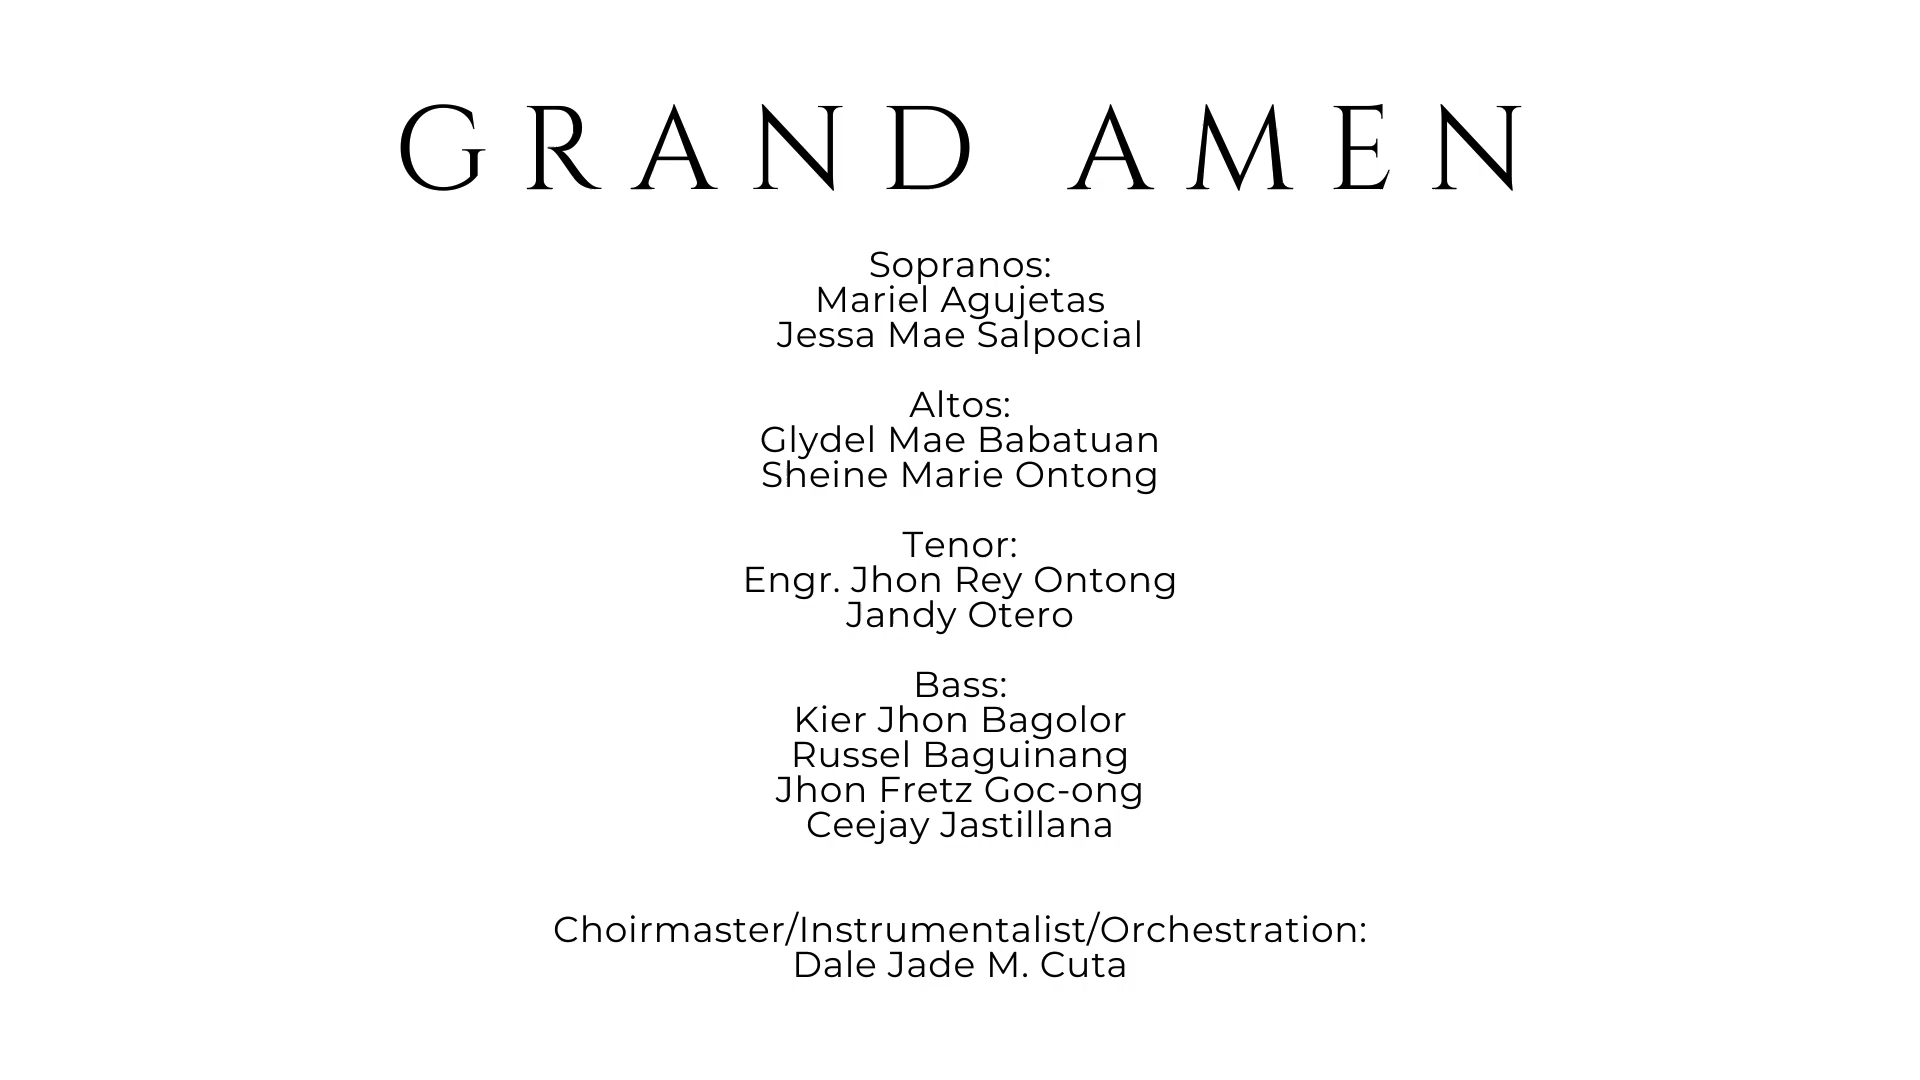 GRAND AMEN
Sopranos:
Mariel Agujetas
Jessa Mae Salpocial
Altos:
Glydel Mae Babatuan
Sheine Marie Ontong
Tenor:
Engr. Jhon Rey Ontong
Jandy Otero
Bass:
Kier Jhon Bagolor
Russel Baguinang
Jhon Fretz Goc-ong
Ceejay Jastillana
Choirmaster/Instrumentalist/Orchestration:
Dale Jade M. Cuta